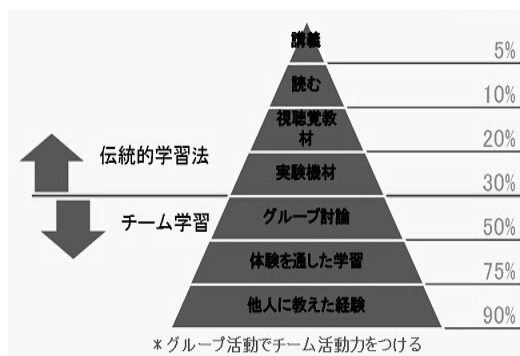 講義
5%
読む
10%
視聴覚教
材
20%
伝統的学習法
実験機材
30%
チーム学習
グループ討論
50%
体験を通した学習
75%
他人に教えた経験
90%
*グループ活動でチーム活動力をつける